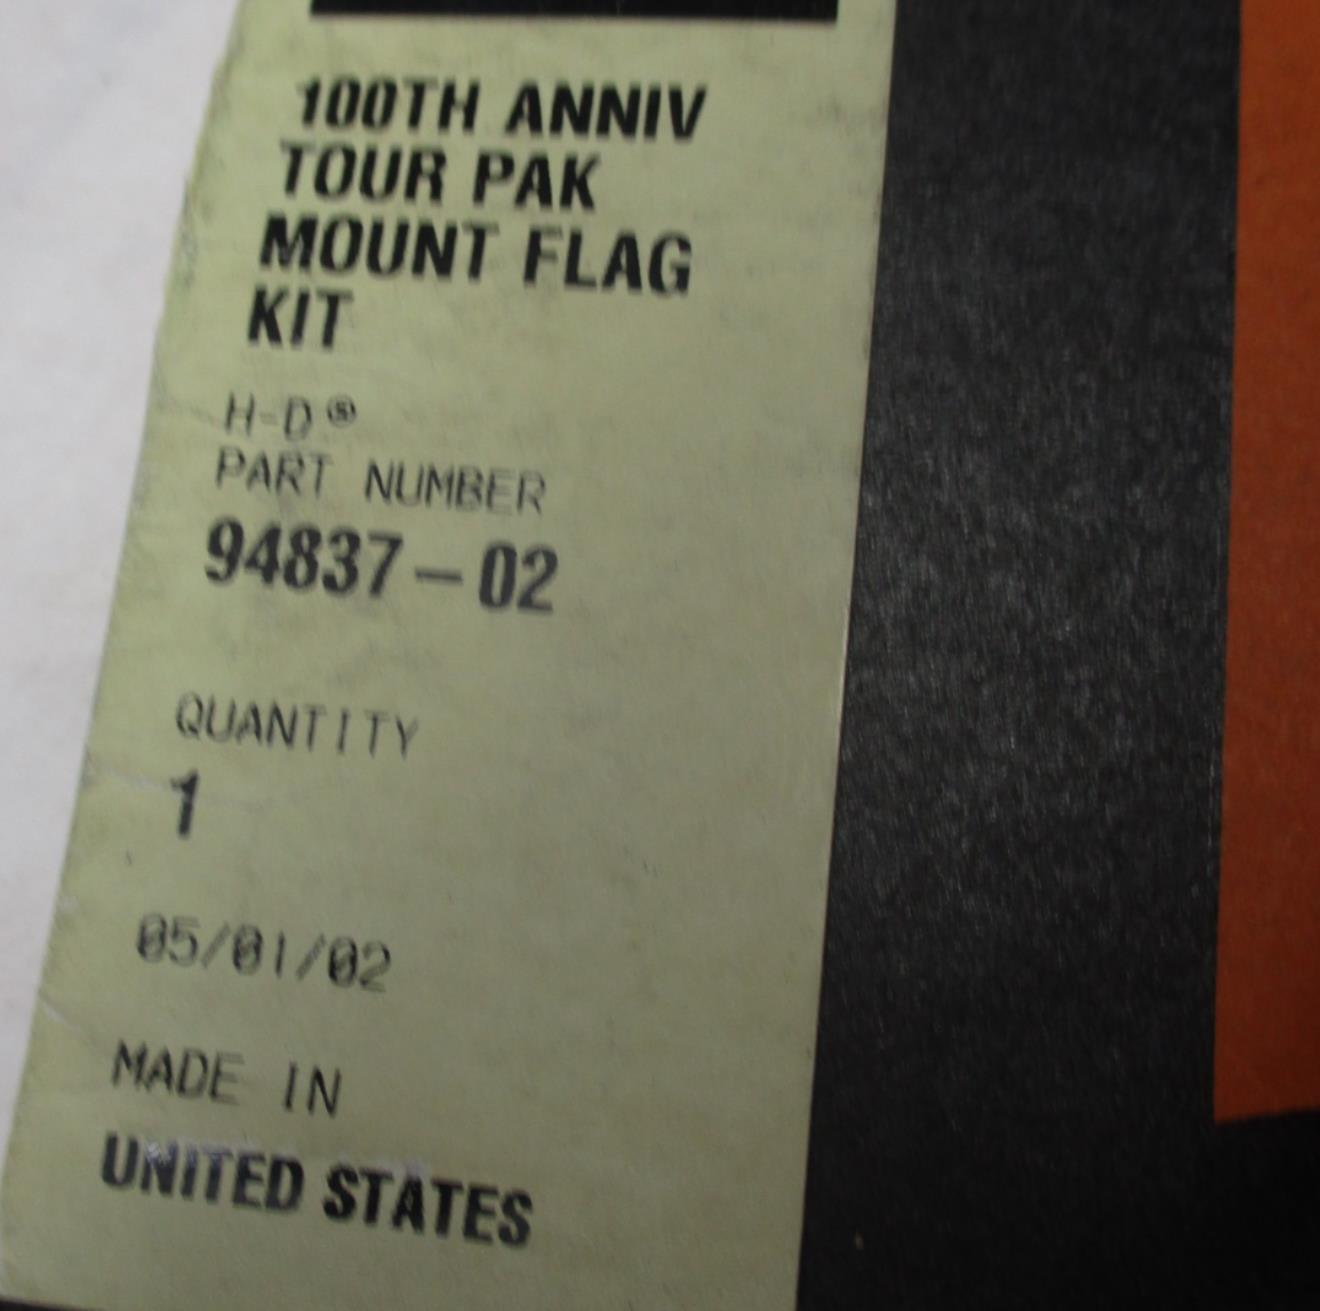 100TH ANNIV
TOUR PAK
MOUNT FLAG
KIT
H-D®
PART NUMBER
94837-02
QUANTITY
1
05/01/02
MADE IN
UNITED STATES